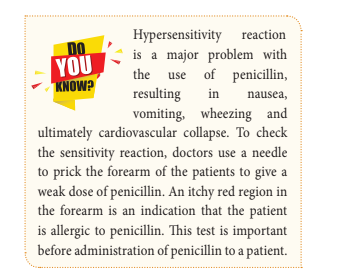 DO
YOU
KNOW?
Hypersensitivity reaction
is a major problem with
the use of penicillin,
resulting in nausea,
vomiting, wheezing and
ultimately cardiovascular collapse. To check
the sensitivity reaction, doctors use a needle
to prick the forearm of the patients to give a
weak dose of penicillin. An itchy red region in
the forearm is an indication that the patient
is allergic to penicillin. This test is important
before administration of penicillin to a patient.